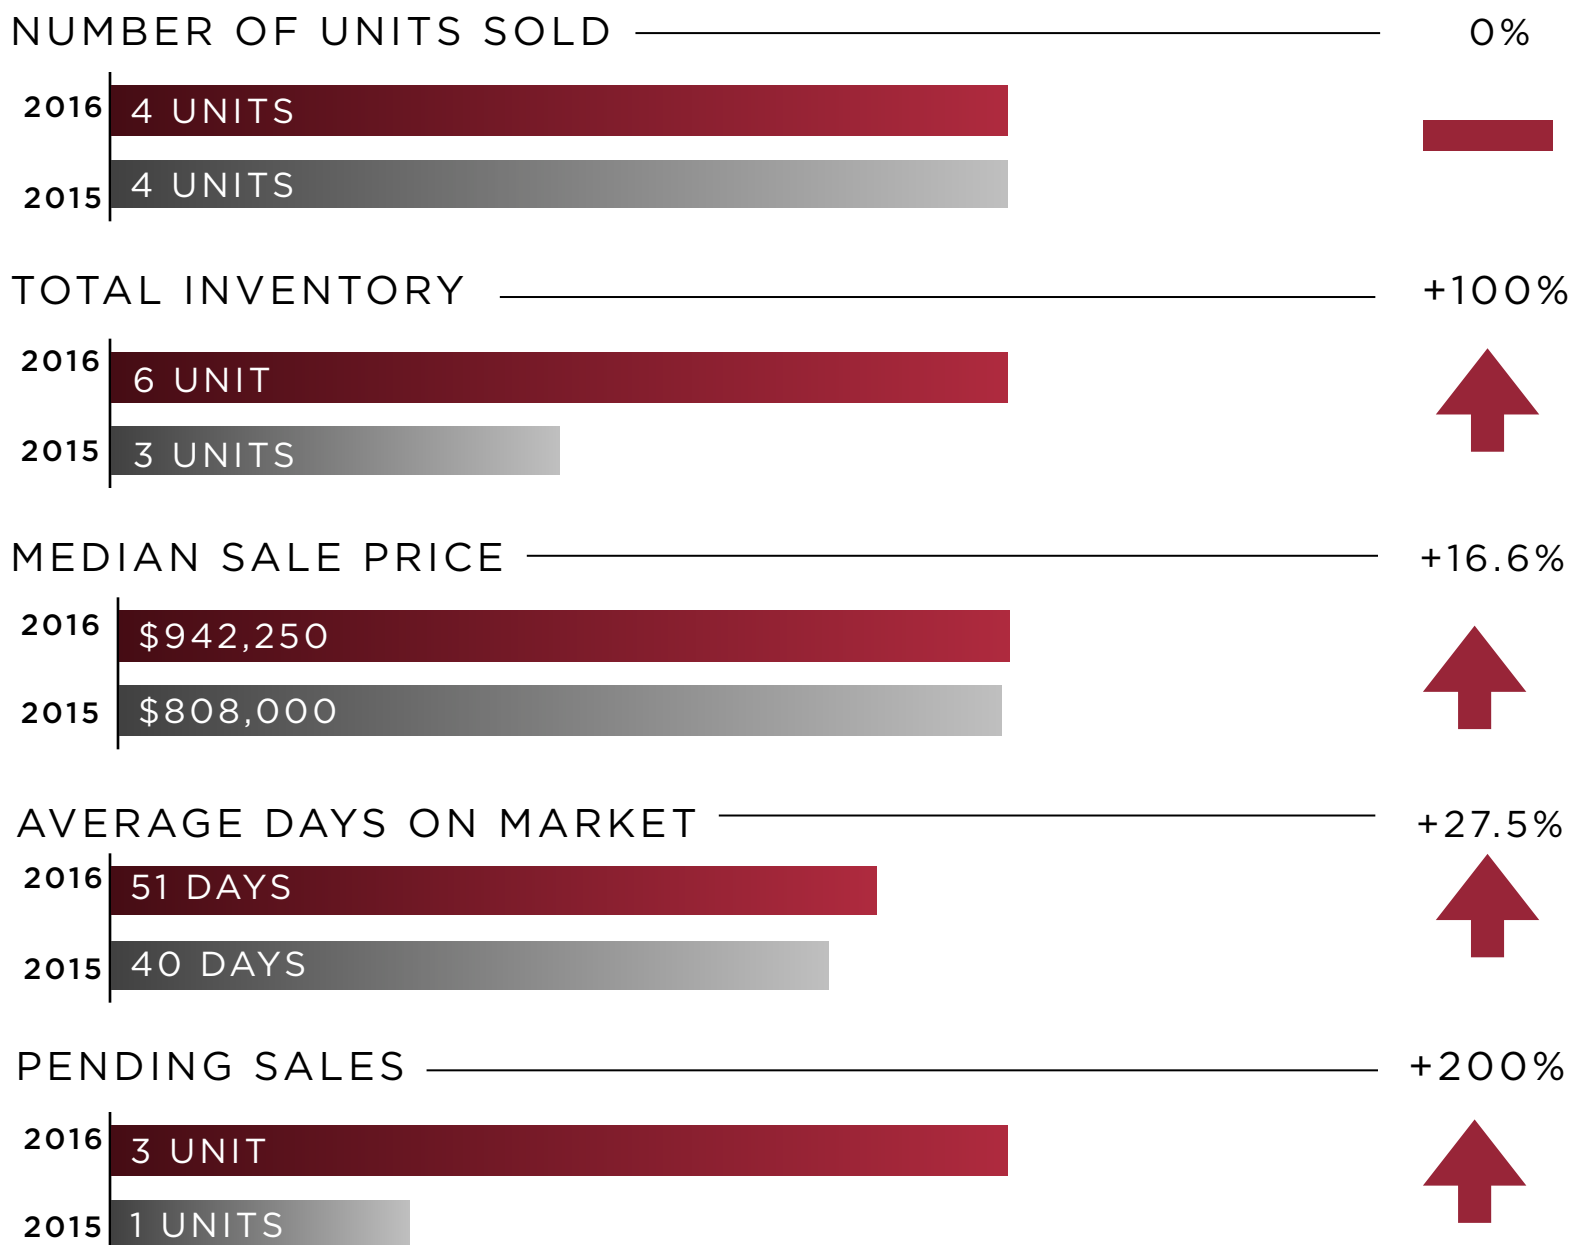 NUMBER OF UNITS SOLD 0%
2016 4 UNITS
2015 4 UNITS
TOTAL INVENTORY +100%
2016 6 UNIT
2015 3 UNITS
MEDIAN SALE PRICE +16.6%
2016 $942,250
2015 $808,000
AVERAGE DAYS ON MARKET +27.5%
2016 51 DAYS
2015 40 DAYS
PENDING SALES +200%
2016 3 UNIT
2015 1 UNITS